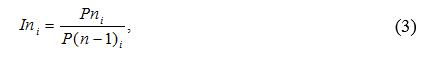 In_i = Pn_i / P(n − 1)_i, (3)